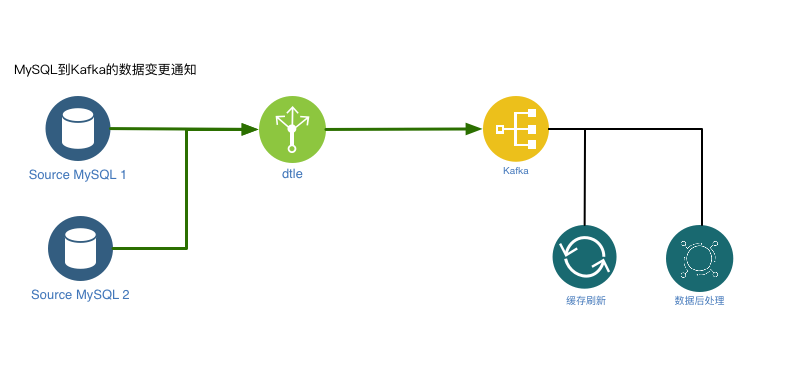 MySQL到Kafka的数据变更通知
Source MySQL 1
dtle
Kafka
Source MySQL 2
缓存刷新
数据后处理